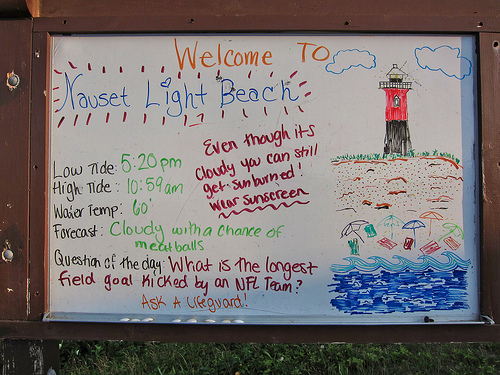 Welcome To
Nauset Light Beach
Low Tide: 5:20 pm
High Tide: 10:59 am
Water Temp: 60°
Forecast: Cloudy with a chance of
meatballs
Even though its
cloudy you can still
get sunburned!
wear sunscreen
Question of the day: What is the longest
field goal kicked by an NFL Team?
Ask A Lifeguard!